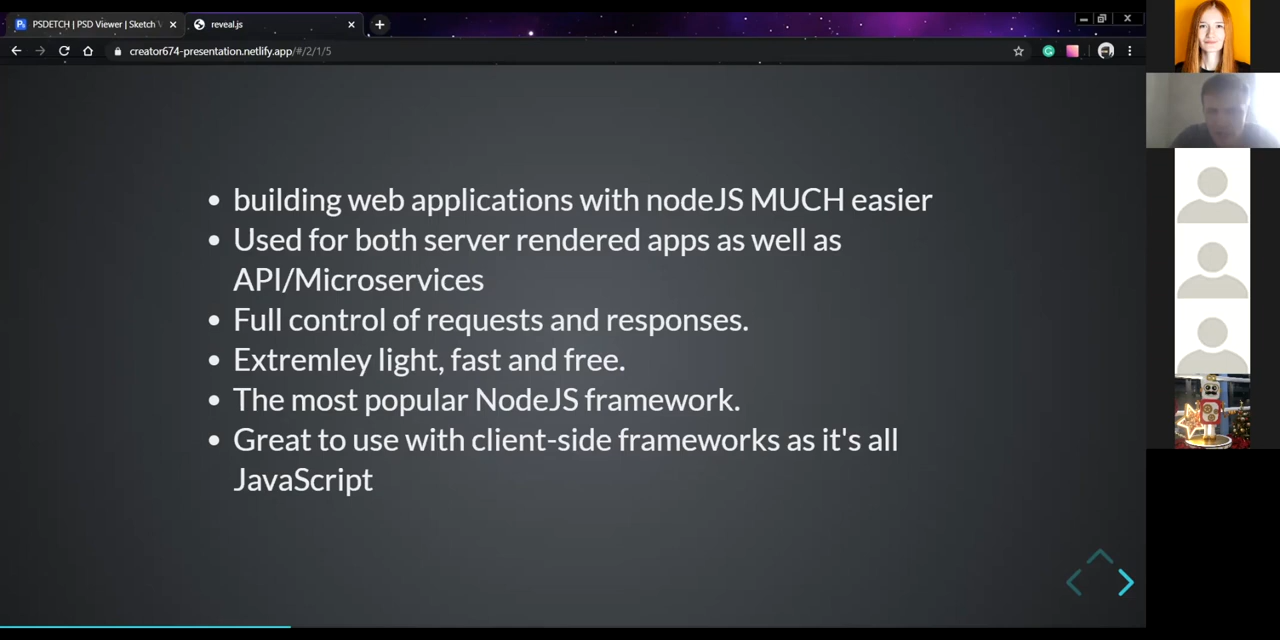 PSDETCH | PSD Viewer | Sketch V
reveal.js
creator674-presentation.netlify.app/#/2/1/5
building web applications with nodeJS MUCH easier
Used for both server rendered apps as well as
API/Microservices
Full control of requests and responses.
Extremley light, fast and free.
The most popular NodeJS framework.
Great to use with client-side frameworks as it's all
JavaScript